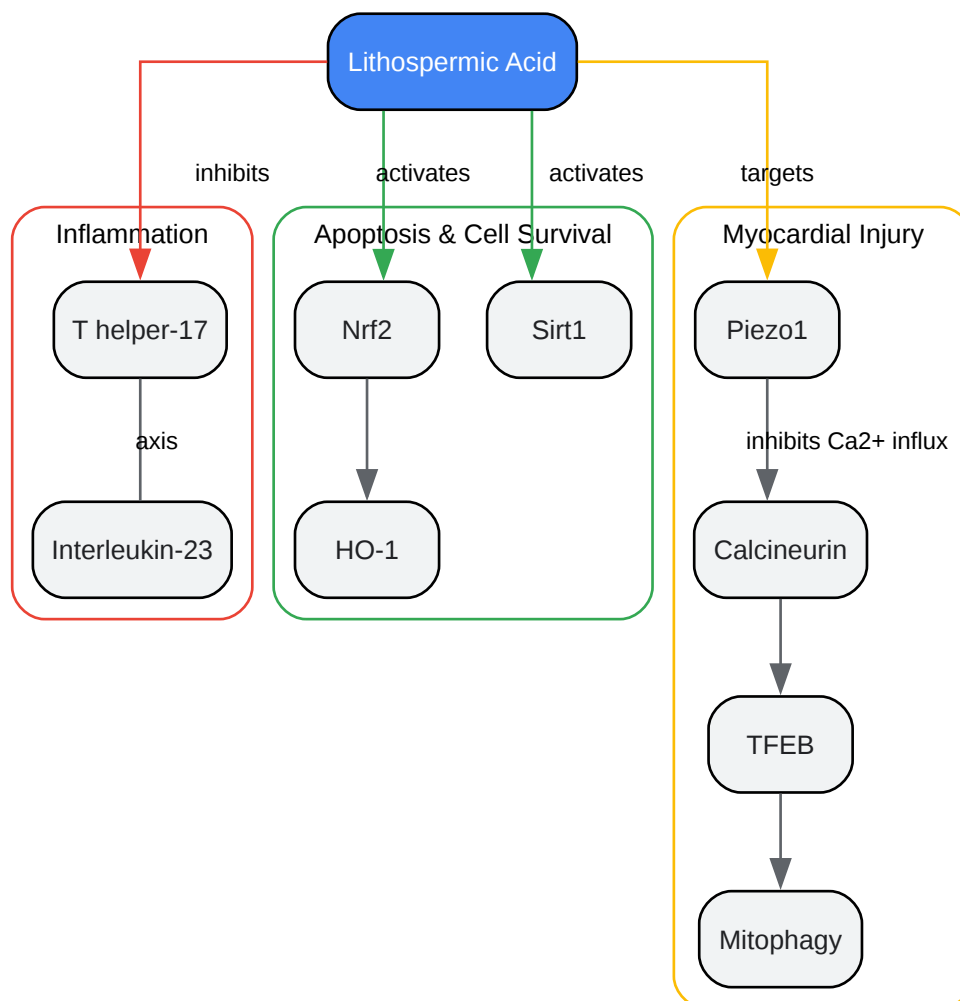 Lithospermic Acid
inhibits
activates
activates
targets
Inflammation
Apoptosis & Cell Survival
Myocardial Injury
T helper-17
Nrf2
Sirt1
Piezo1
axis
inhibits Ca2+ influx
Interleukin-23
HO-1
Calcineurin
TFEB
Mitophagy